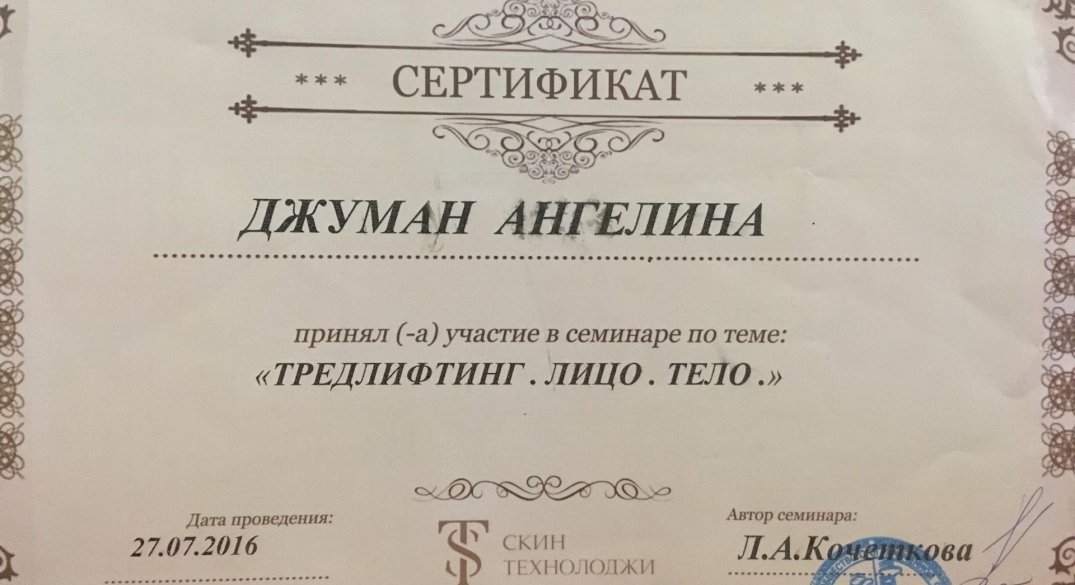 *** СЕРТИФИКАТ ***
ДЖУМАН АНГЕЛИНА
принял (-а) участие в семинаре по теме:
«ТРЕДЛИФТИНГ . ЛИЦО . ТЕЛО .»
Дата проведения:
27.07.2016
TS
СКИН
ТЕХНОЛОДЖИ
Автор семинара:
Л.А.Кочеткова